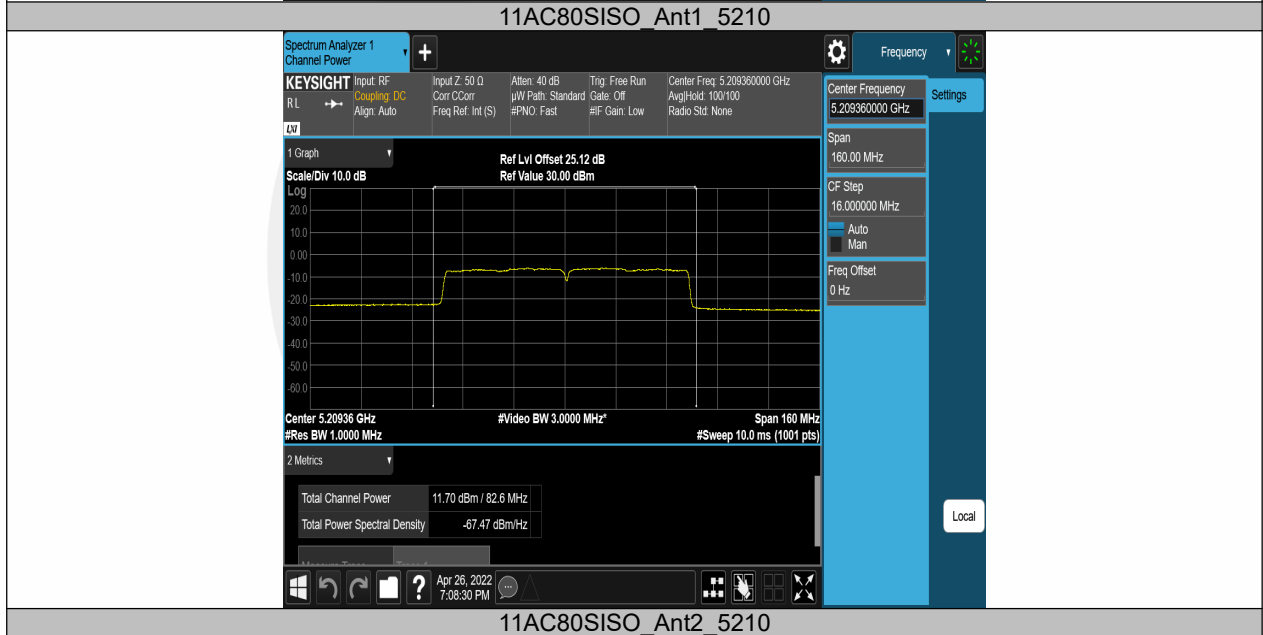 11AC80SISO_Ant1_5210
Spectrum Analyzer 1
Channel Power
+
Frequency
KEYSIGHT
RL
LXI
Input: RF
Coupling: DC
Align: Auto
Input Z: 50 Ω
Corr CCorr
Freq Ref: Int (S)
Atten: 40 dB
µW Path: Standard
#PNO: Fast
Trig: Free Run
Gate: Off
#IF Gain: Low
Center Freq: 5.209360000 GHz
Avg|Hold: 100/100
Radio Std: None
1 Graph
Scale/Div 10.0 dB
Ref Lvl Offset 25.12 dB
Ref Value 30.00 dBm
Log
20.0
10.0
0.00
-10.0
-20.0
-30.0
-40.0
-50.0
-60.0
Center 5.20936 GHz
#Video BW 3.0000 MHz*
Span 160 MHz
#Res BW 1.0000 MHz
#Sweep 10.0 ms (1001 pts)
2 Metrics
Total Channel Power 11.70 dBm / 82.6 MHz
Total Power Spectral Density -67.47 dBm/Hz
?
Apr 26, 2022
7:08:30 PM
Center Frequency
5.209360000 GHz
Settings
Span
160.00 MHz
CF Step
16.000000 MHz
Auto
Man
Freq Offset
0 Hz
Local
11AC80SISO_Ant2_5210